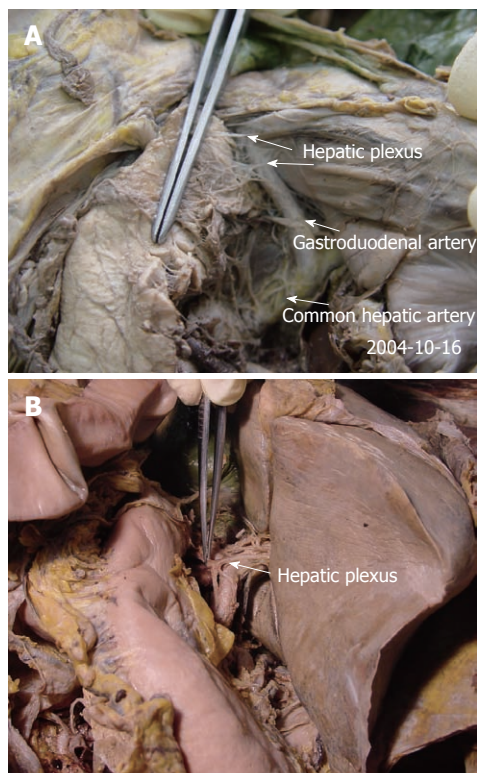 A
Hepatic plexus
Gastroduodenal artery
Common hepatic artery
2004-10-16
B
Hepatic plexus